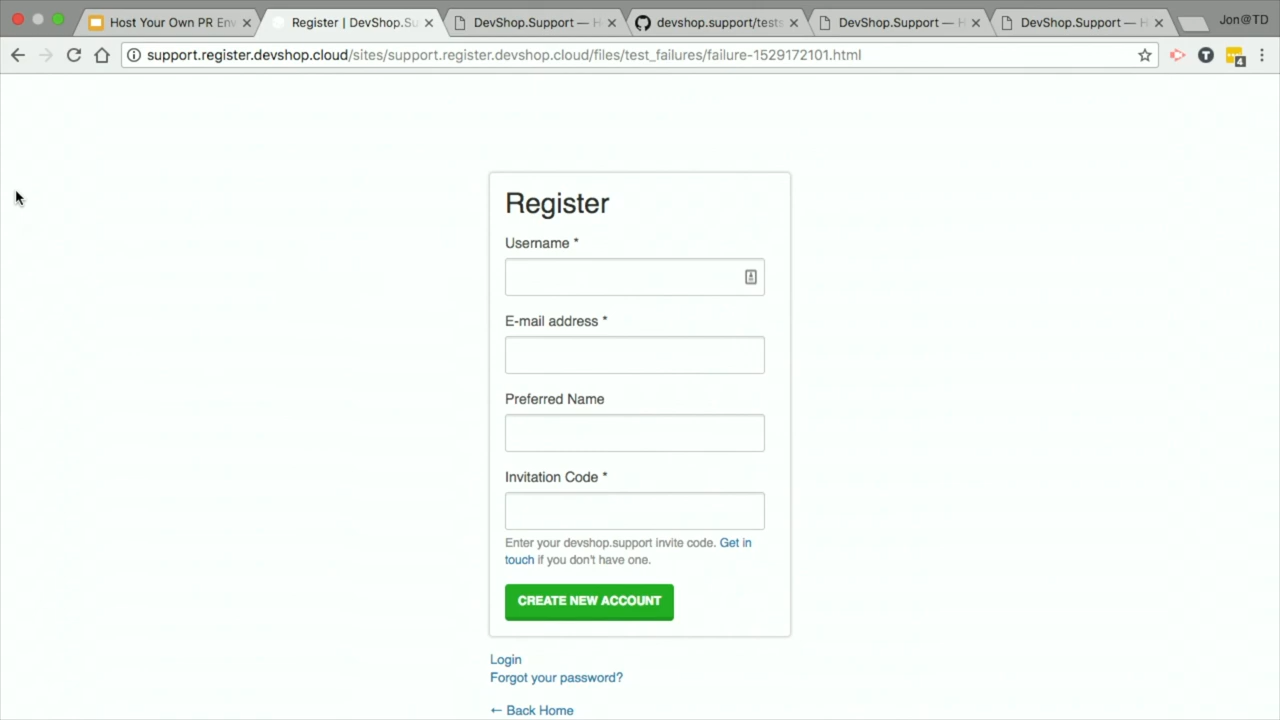 Host Your Own PR Env
Register | DevShop.Su
DevShop.Support — H
devshop.support/tests
DevShop.Support — H
DevShop.Support — H
Jon@TD
support.register.devshop.cloud/sites/support.register.devshop.cloud/files/test_failures/failure-1529172101.html
T
4
Register
Username *
E-mail address *
Preferred Name
Invitation Code *
Enter your devshop.support invite code. Get in
touch if you don't have one.
CREATE NEW ACCOUNT
Login
Forgot your password?
← Back Home